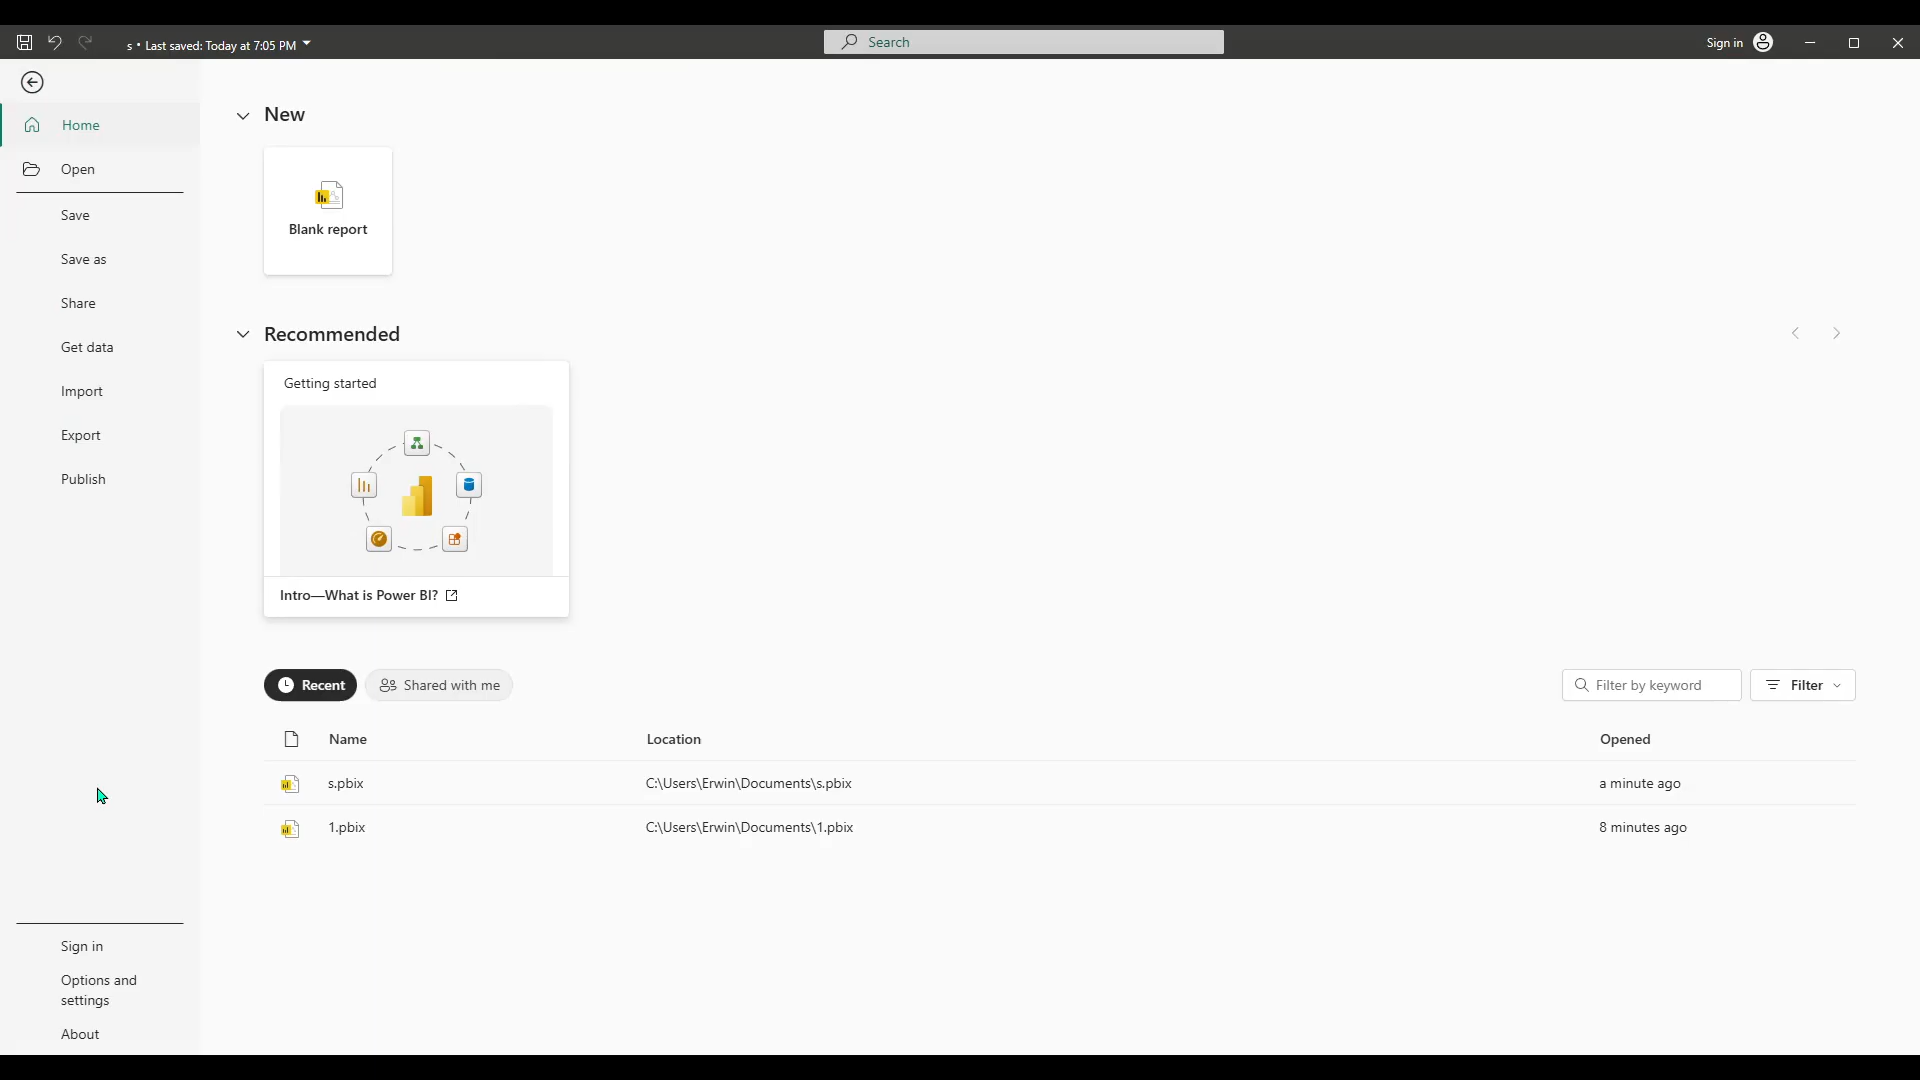 s • Last saved: Today at 7:05 PM
Search
Sign in
Home
Open
Save
Save as
Share
Get data
Import
Export
Publish
Sign in
Options and
settings
About
New
Blank report
Recommended
Getting started
Intro—What is Power BI?
Recent
Shared with me
Filter by keyword
Filter
Name Location Opened
s.pbix C:\Users\Erwin\Documents\s.pbix a minute ago
1.pbix C:\Users\Erwin\Documents\1.pbix 8 minutes ago